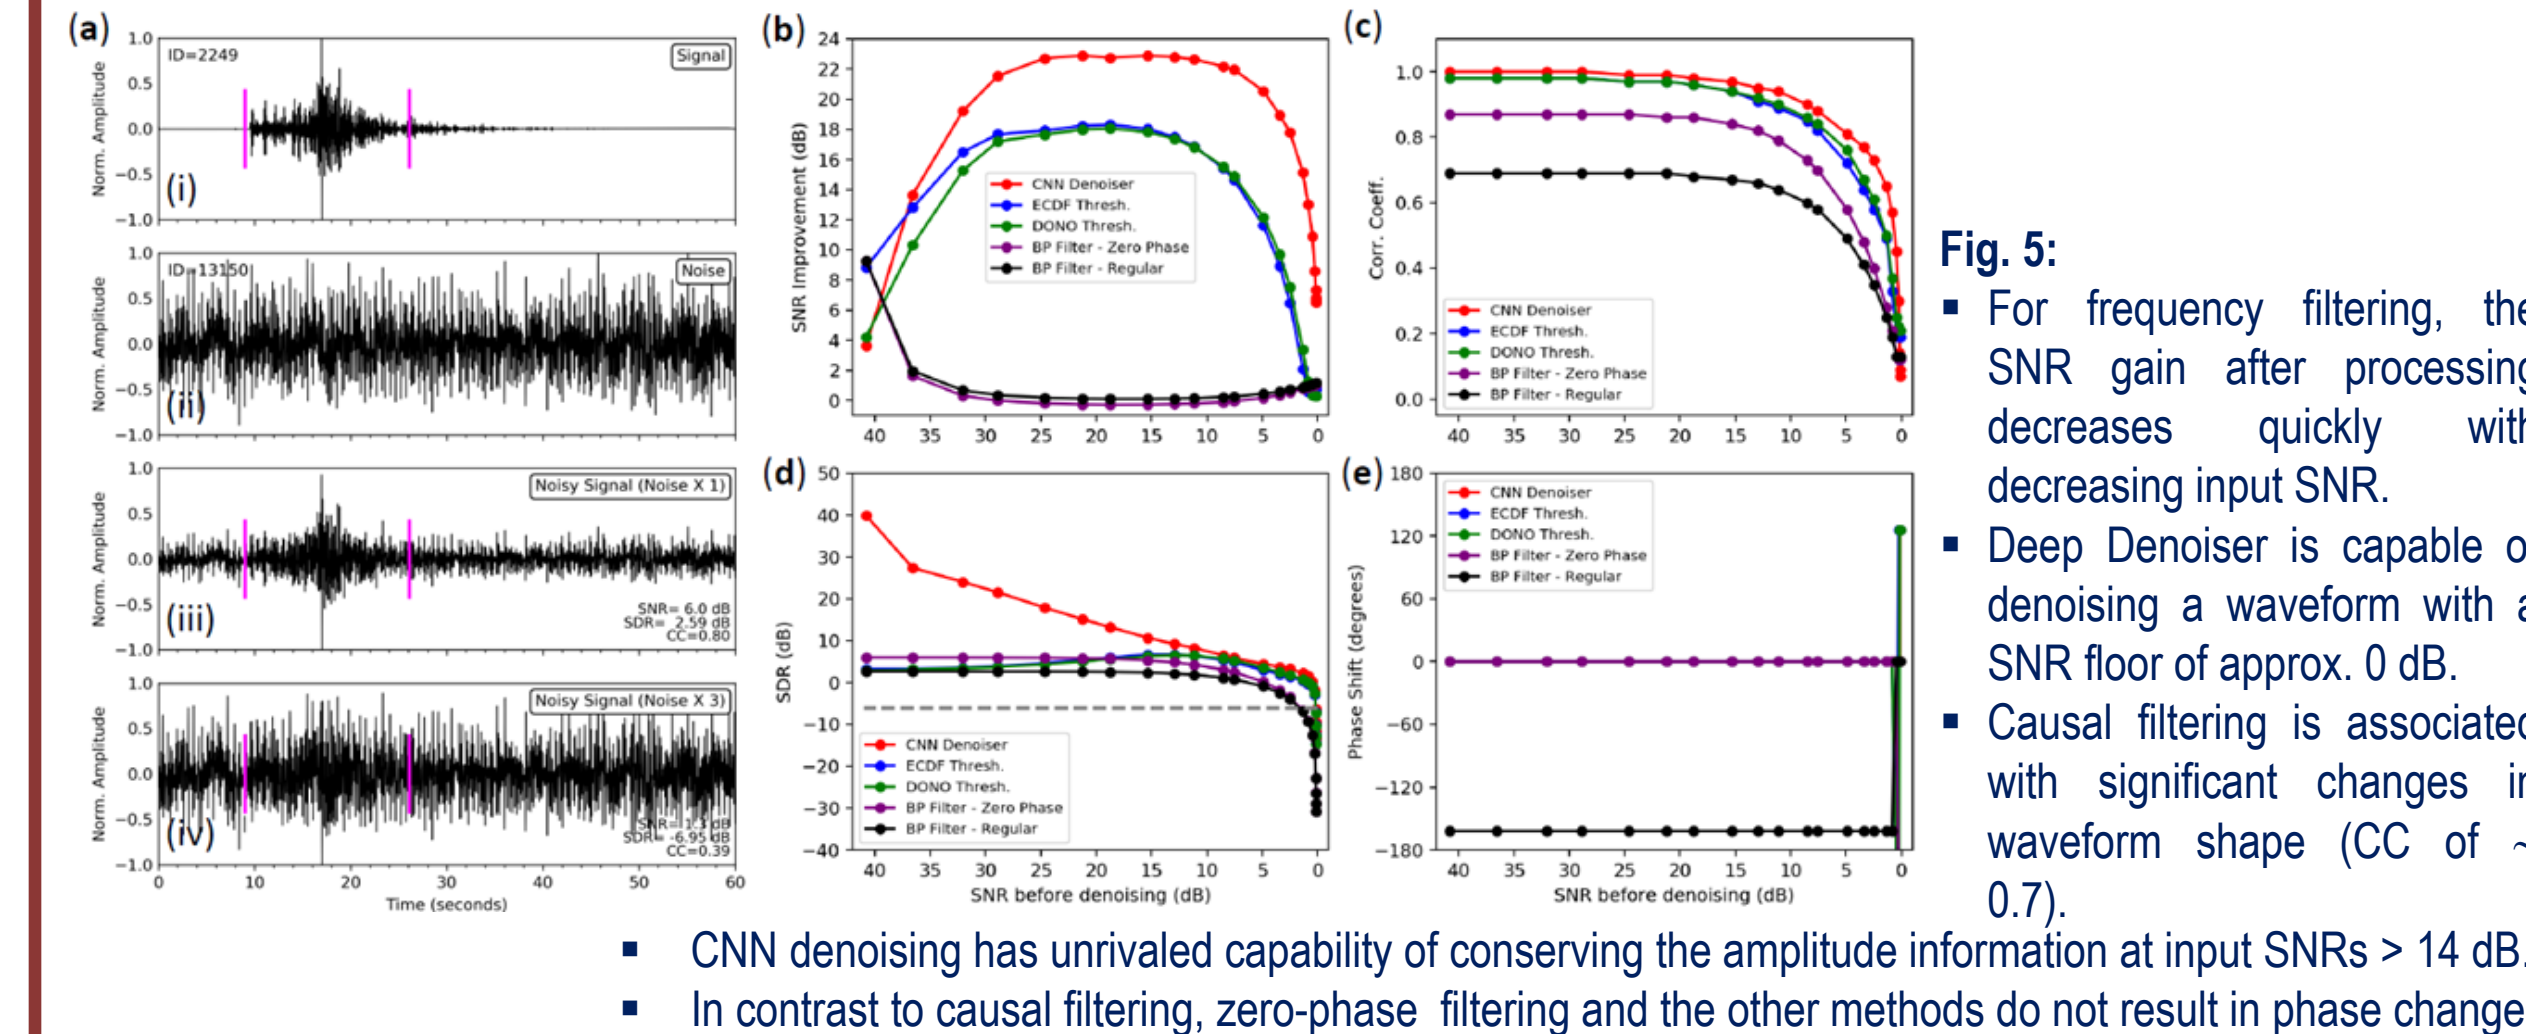 (a)
1.0
0.5
0.0
−0.5
−1.0
Norm. Amplitude
ID=2249
Signal
(i)
1.0
0.5
0.0
−0.5
−1.0
Norm. Amplitude
ID=13150
Noise
(ii)
1.0
0.5
0.0
−0.5
−1.0
Norm. Amplitude
Noisy Signal (Noise X 1)
(iii)
SNR= 6.0 dB
SDR= 2.59 dB
CC=0.80
1.0
0.5
0.0
−0.5
−1.0
Norm. Amplitude
Noisy Signal (Noise X 3)
(iv)
SNR= 1.3 dB
SDR= -6.95 dB
CC=0.39
0 10 20 30 40 50 60
Time (seconds)
(b)
24
22
20
18
16
14
12
10
8
6
4
2
0
SNR Improvement (dB)
CNN Denoiser
ECDF Thresh.
DONO Thresh.
BP Filter - Zero Phase
BP Filter - Regular
40 35 30 25 20 15 10 5 0
(c)
1.0
0.8
0.6
0.4
0.2
0.0
Corr. Coeff.
CNN Denoiser
ECDF Thresh.
DONO Thresh.
BP Filter - Zero Phase
BP Filter - Regular
40 35 30 25 20 15 10 5 0
(d)
50
40
30
20
10
0
−10
−20
−30
−40
SDR (dB)
CNN Denoiser
ECDF Thresh.
DONO Thresh.
BP Filter - Zero Phase
BP Filter - Regular
40 35 30 25 20 15 10 5 0
SNR before denoising (dB)
(e)
180
120
60
0
−60
−120
−180
Phase Shift (degrees)
CNN Denoiser
ECDF Thresh.
DONO Thresh.
BP Filter - Zero Phase
BP Filter - Regular
40 35 30 25 20 15 10 5 0
SNR before denoising (dB)
Fig. 5:
▪ For frequency filtering, the
SNR gain after processing
decreases quickly with
decreasing input SNR.
▪ Deep Denoiser is capable o
denoising a waveform with a
SNR floor of approx. 0 dB.
▪ Causal filtering is associated
with significant changes in
waveform shape (CC of ~
0.7).
▪ CNN denoising has unrivaled capability of conserving the amplitude information at input SNRs > 14 dB.
▪ In contrast to causal filtering, zero-phase filtering and the other methods do not result in phase change